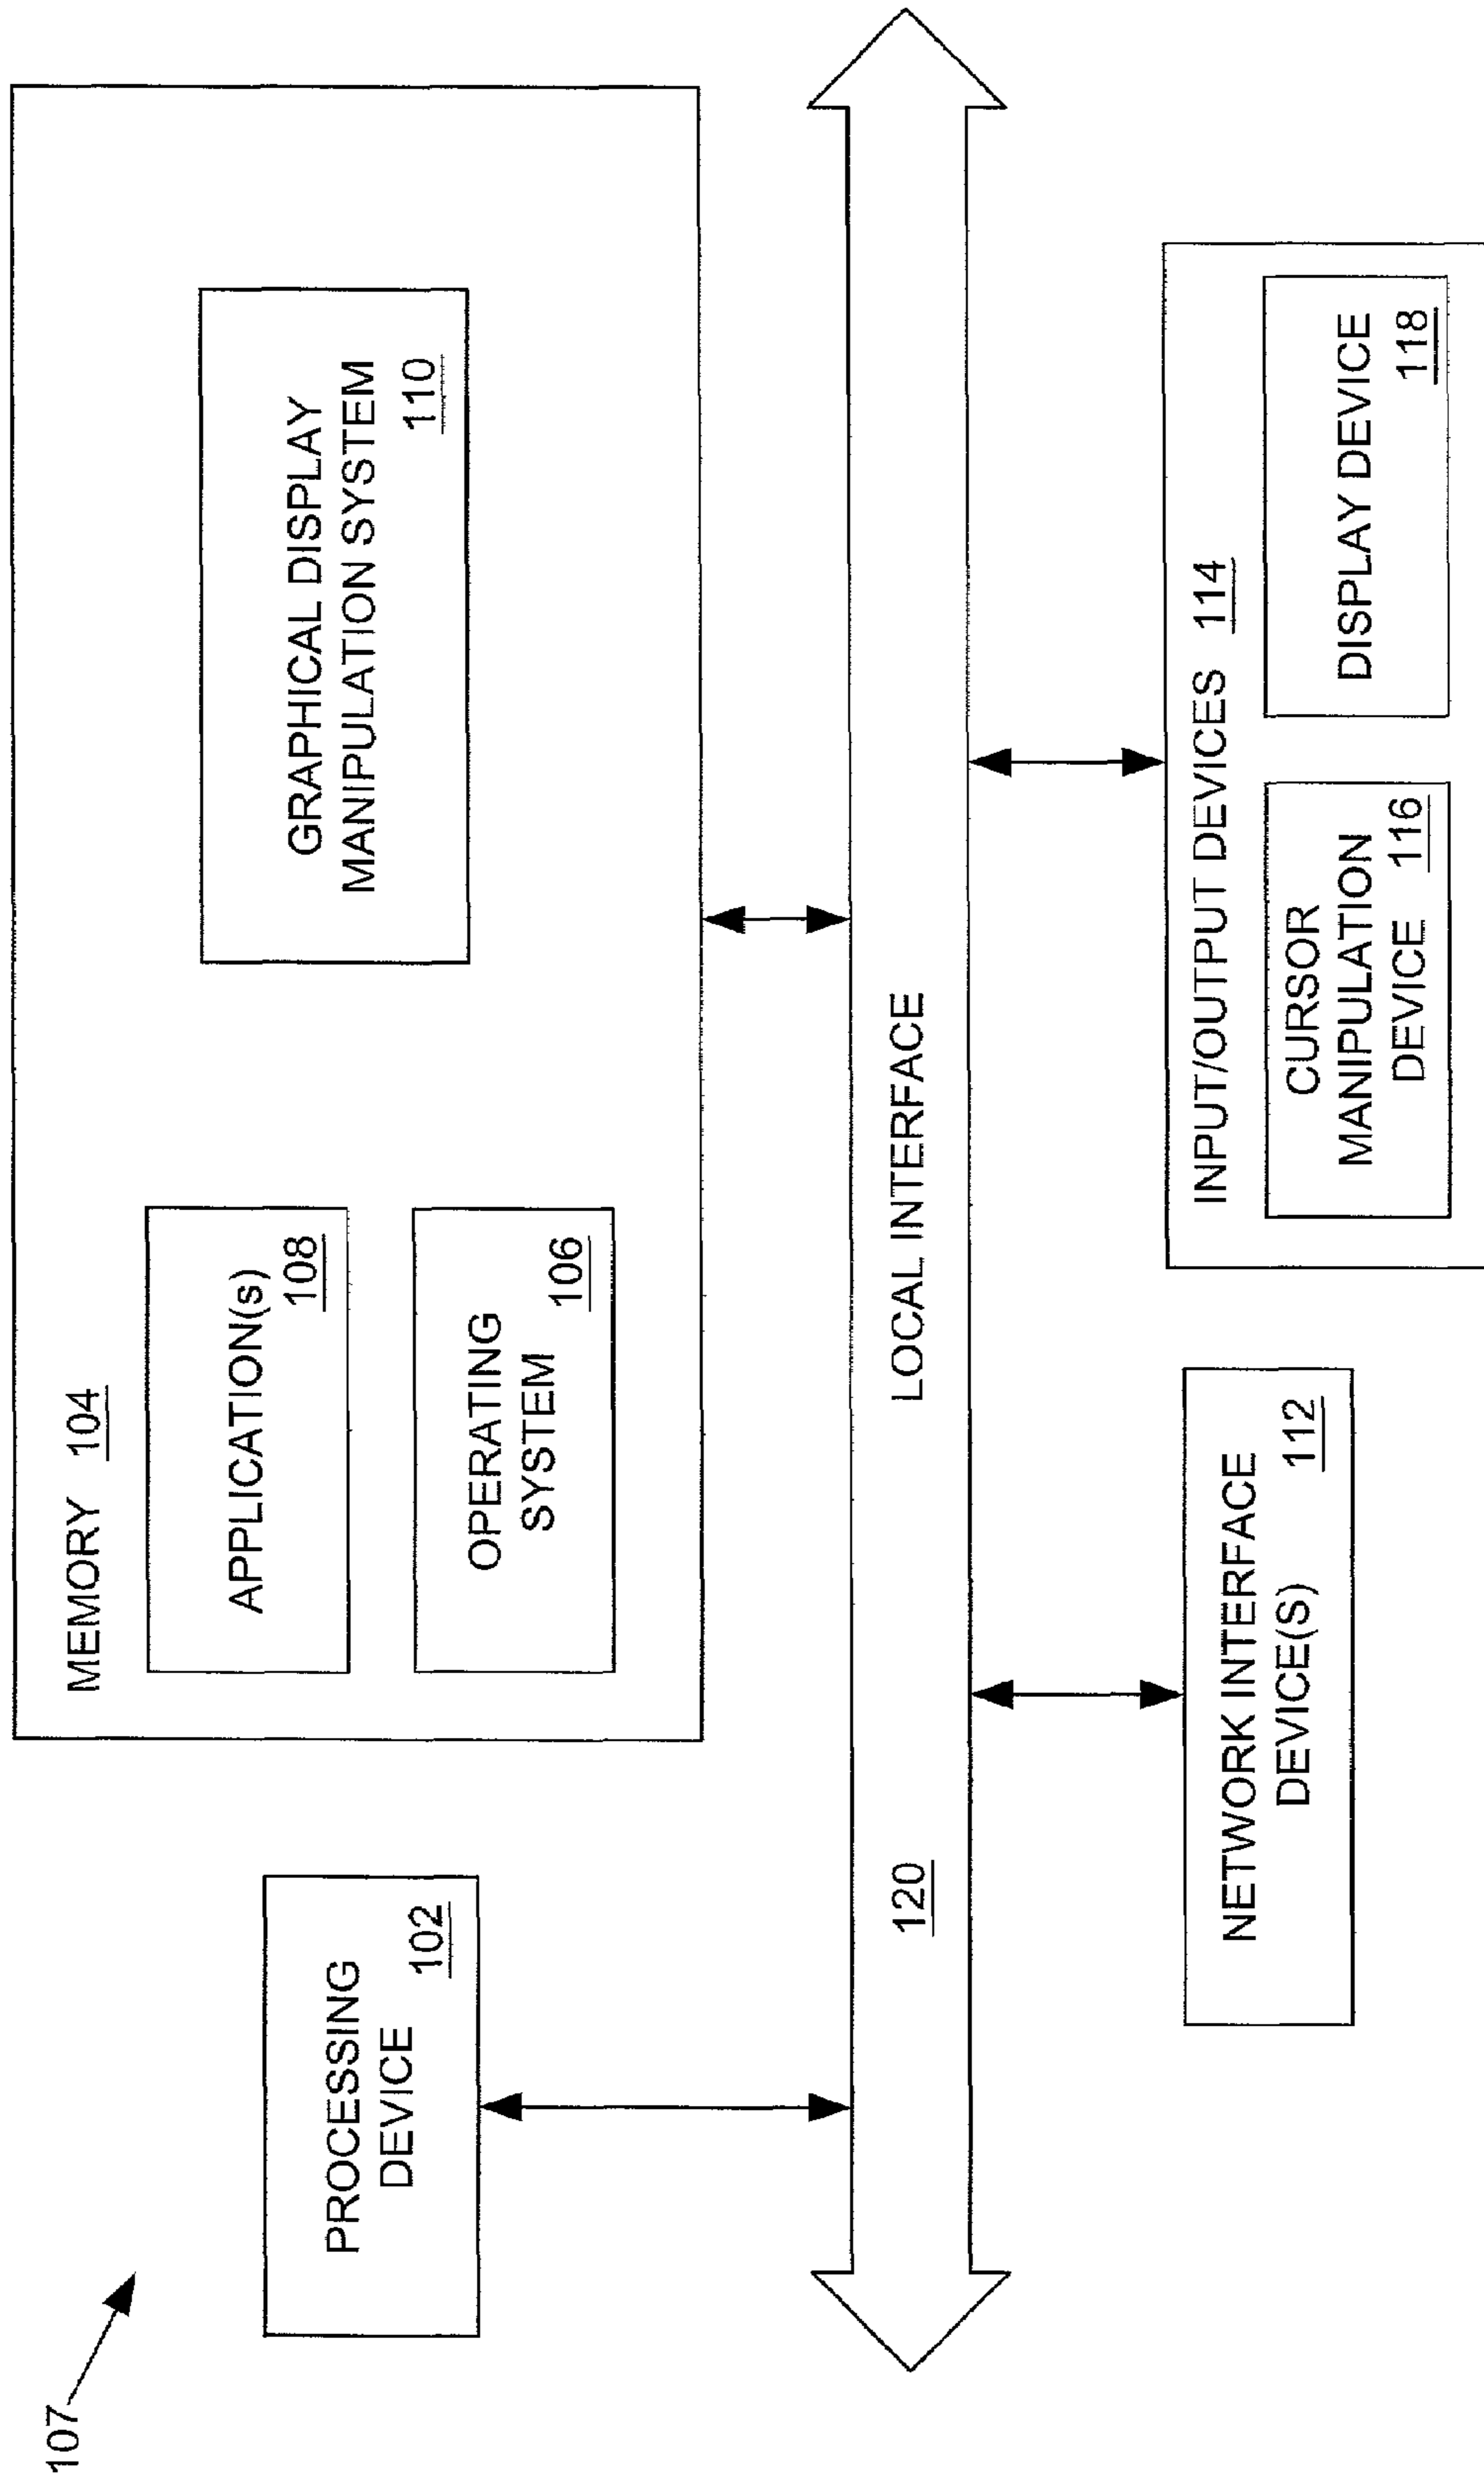 107
PROCESSING
DEVICE
102
MEMORY 104
APPLICATION(s)
108
OPERATING
SYSTEM
106
GRAPHICAL DISPLAY
MANIPULATION SYSTEM
110
120
LOCAL INTERFACE
NETWORK INTERFACE
DEVICE(S)
112
INPUT/OUTPUT DEVICES 114
CURSOR
MANIPULATION
DEVICE 116
DISPLAY DEVICE
118